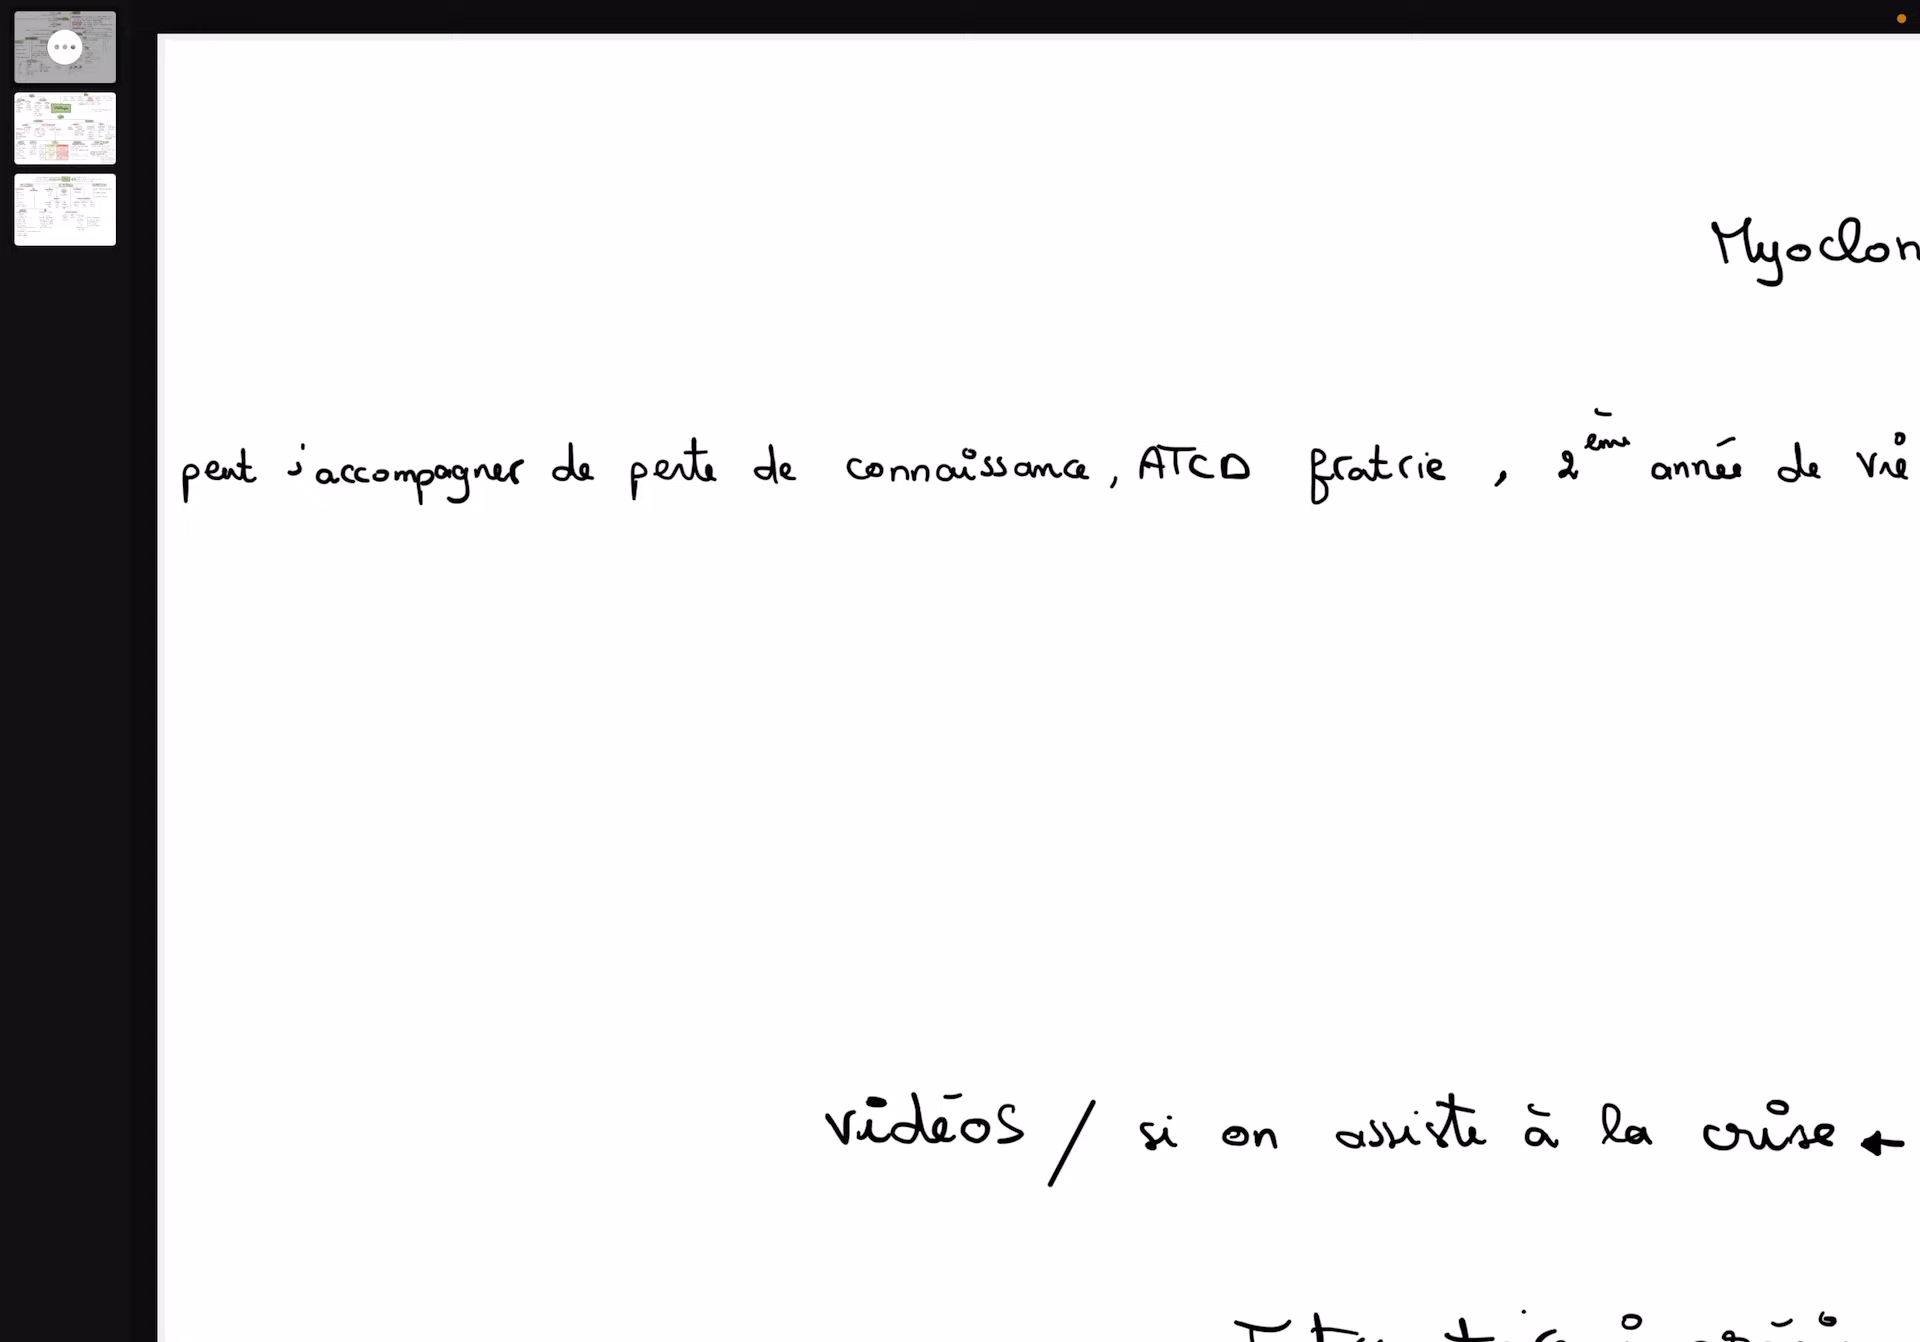 Myoclon
peut s'accompagner de perte de connaissance, ATCD fratrie, 2ème année de vie
vidéos / si on assiste à la crise ←